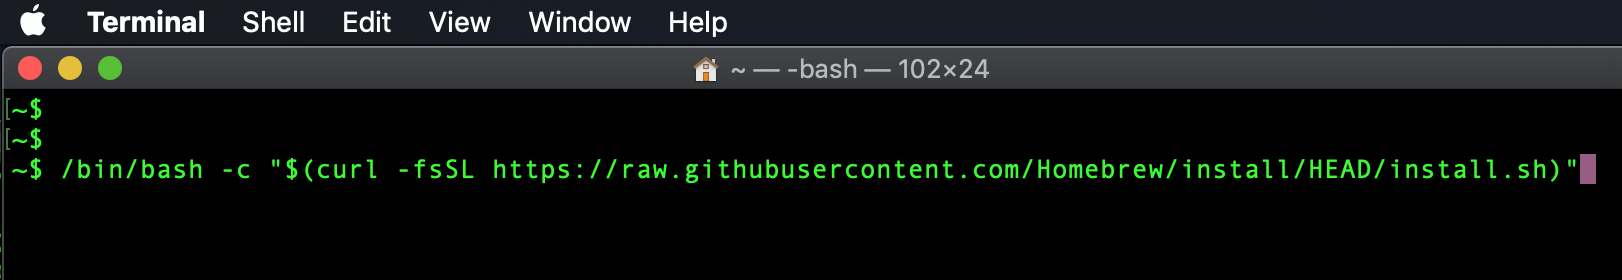 Terminal Shell Edit View Window Help
~ — -bash — 102×24
[~$
[~$
~$ /bin/bash -c "$(curl -fsSL https://raw.githubusercontent.com/Homebrew/install/HEAD/install.sh)"